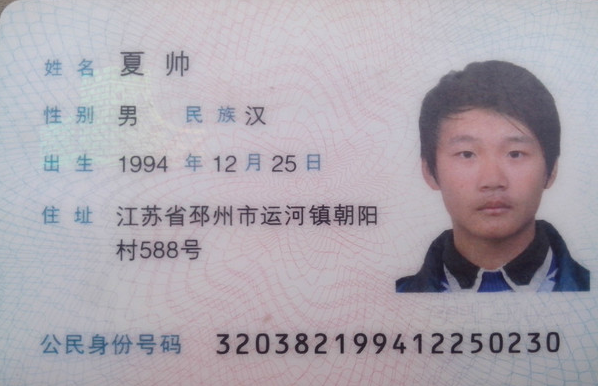 姓名 夏帅
性别 男 民族 汉
出生 1994 年 12 月 25 日
住址 江苏省邳州市运河镇朝阳
村588号
公民身份号码 320382199412250230